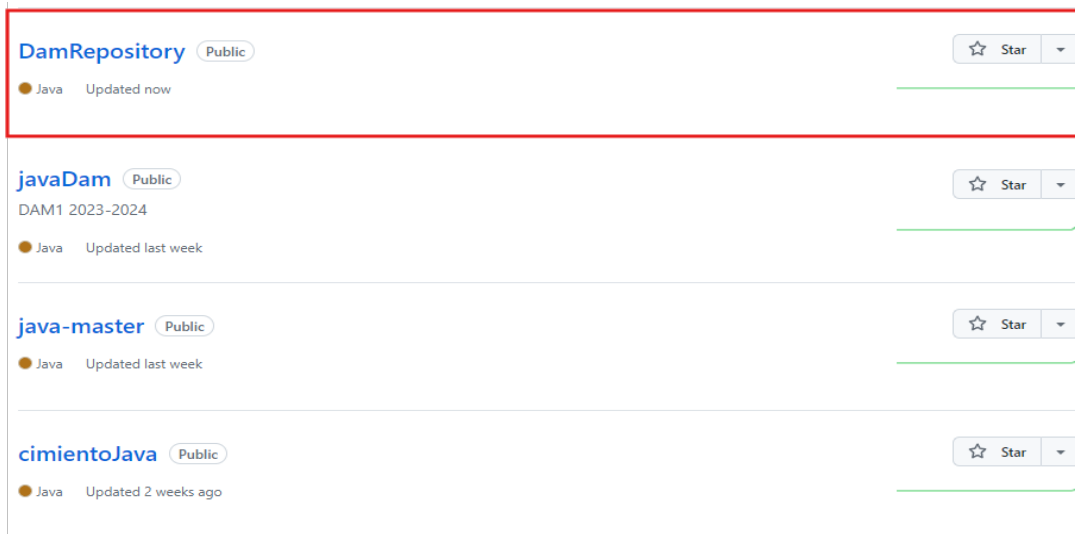 DamRepository Public Star
Java Updated now
javaDam Public Star
DAM1 2023-2024
Java Updated last week
java-master Public Star
Java Updated last week
cimientoJava Public Star
Java Updated 2 weeks ago